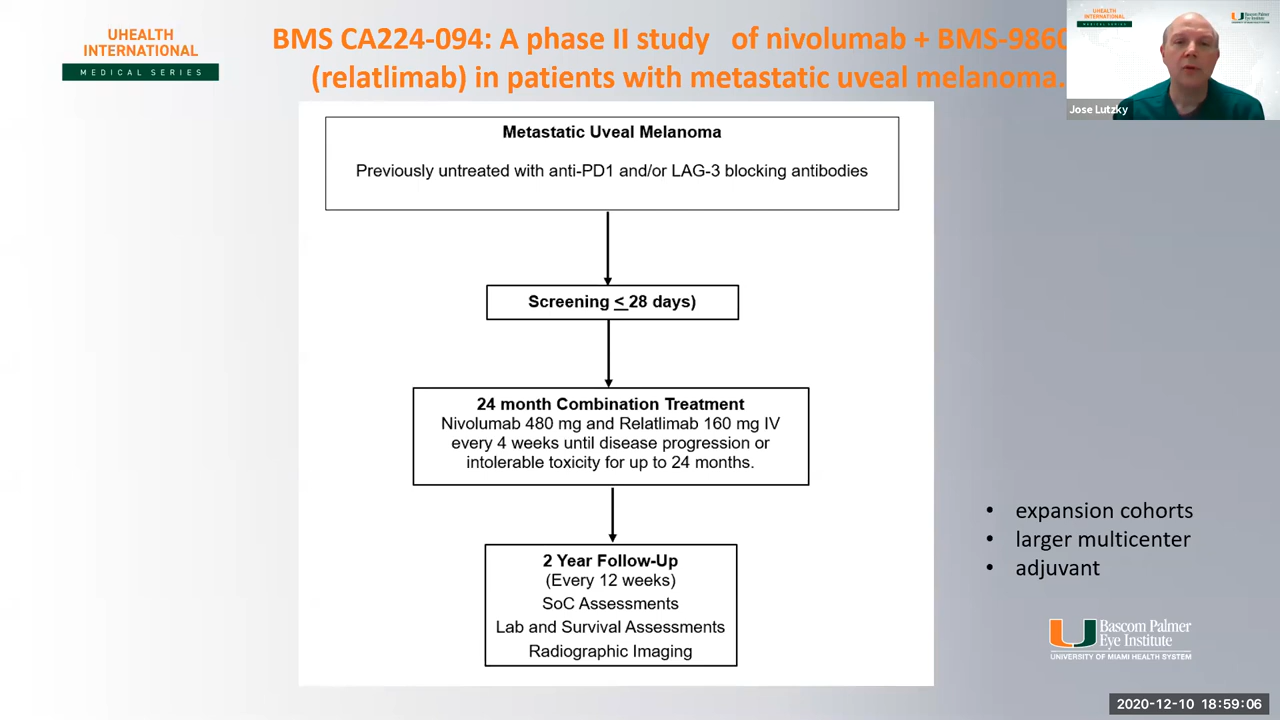 UHEALTH
INTERNATIONAL
MEDICAL SERIES
BMS CA224-094: A phase II study of nivolumab + BMS-9860
(relatlimab) in patients with metastatic uveal melanoma.
Jose Lutzky
Metastatic Uveal Melanoma
Previously untreated with anti-PD1 and/or LAG-3 blocking antibodies
Screening < 28 days)
24 month Combination Treatment
Nivolumab 480 mg and Relatlimab 160 mg IV
every 4 weeks until disease progression or
intolerable toxicity for up to 24 months.
2 Year Follow-Up
(Every 12 weeks)
SoC Assessments
Lab and Survival Assessments
Radiographic Imaging
• expansion cohorts
• larger multicenter
• adjuvant
Bascom Palmer
Eye Institute
UNIVERSITY OF MIAMI HEALTH SYSTEM
2020-12-10 18:59:06